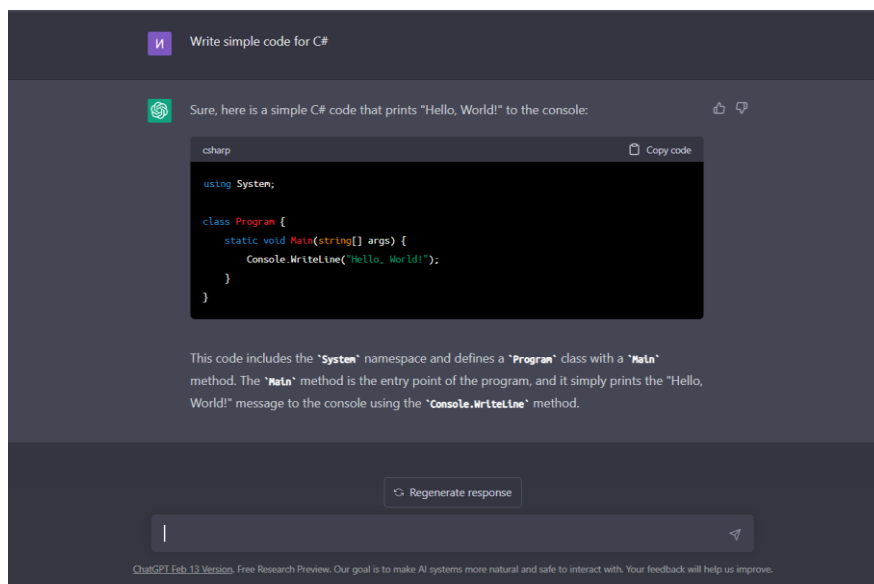 И
Write simple code for C#
Sure, here is a simple C# code that prints "Hello, World!" to the console:
csharp
Copy code
using System;
class Program {
    static void Main(string[] args) {
        Console.WriteLine("Hello, World!");
    }
}
This code includes the `System` namespace and defines a `Program` class with a `Main`
method. The `Main` method is the entry point of the program, and it simply prints the "Hello,
World!" message to the console using the `Console.WriteLine` method.
Regenerate response
ChatGPT Feb 13 Version. Free Research Preview. Our goal is to make AI systems more natural and safe to interact with. Your feedback will help us improve.